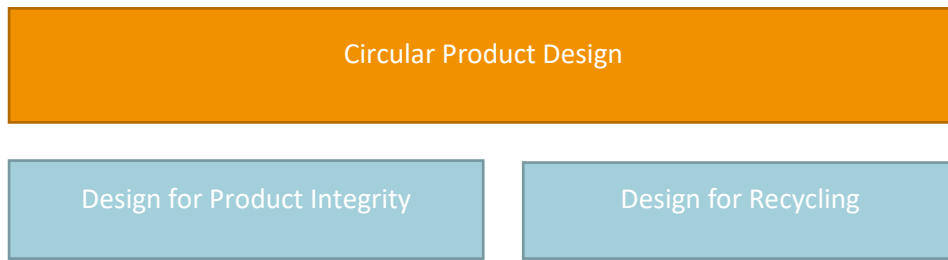 Circular Product Design
Design for Product Integrity
Design for Recycling